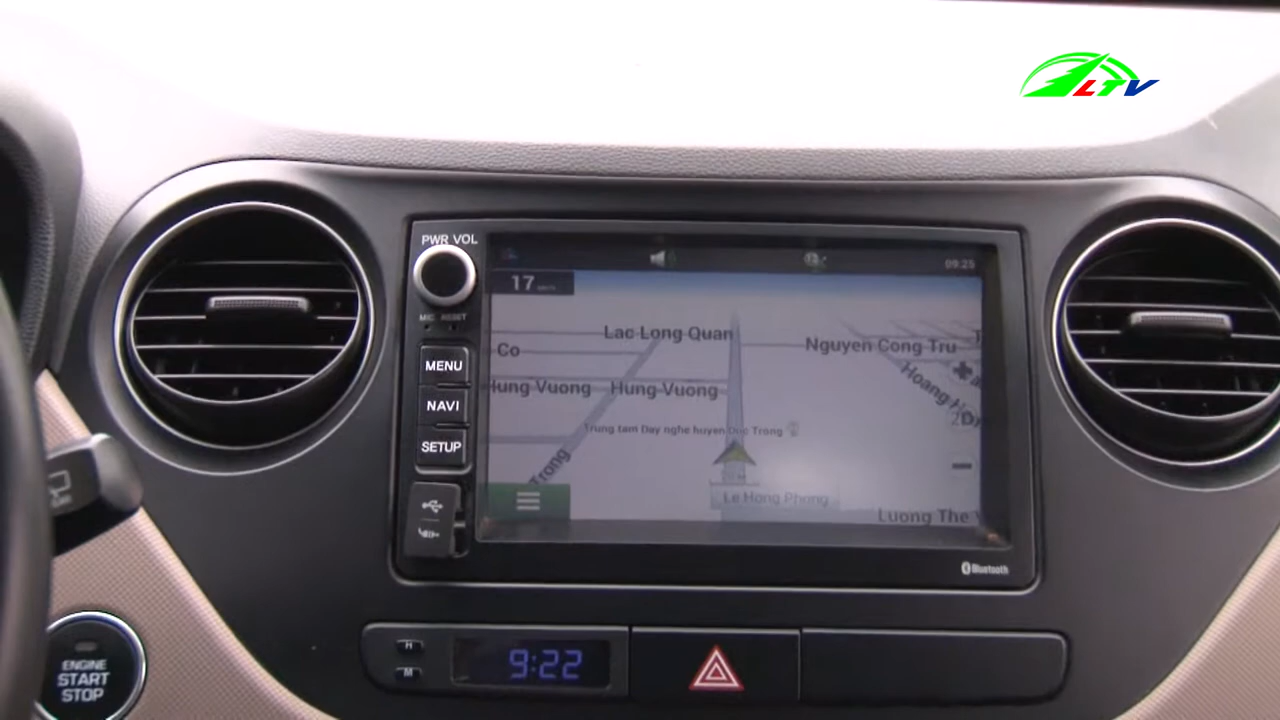 LTV
PWR VOL
09:25
17
MIC RESET
Lac Long Quan
Nguyen Cong Tru
Co
MENU
Hung Vuong
Hung Vuong
Hoang H
NAVI
2D
Trung tam Day nghe huyen Duc Trong
SETUP
Trong
Le Hong Phong
Luong The V
Bluetooth
H
M
9:22
ENGINE
START
STOP